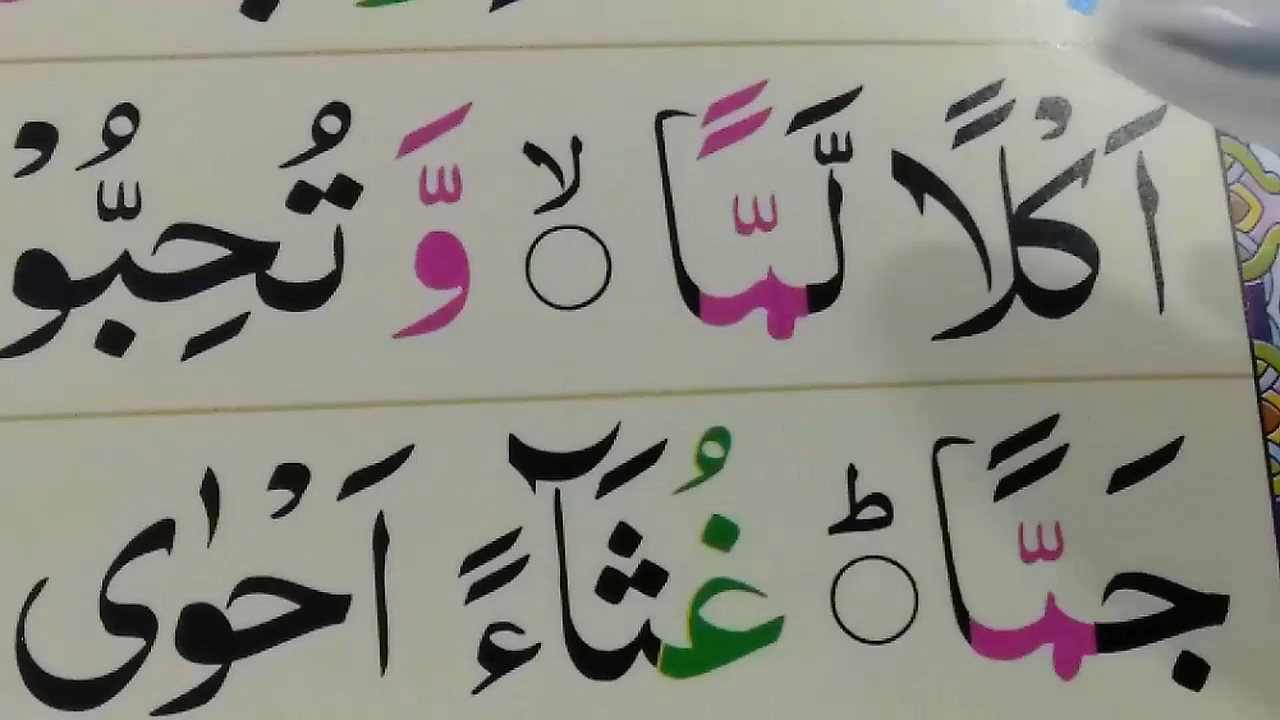 اَكْلًا لَّمًّا ۙ○ وَّ تُحِبُّوْ
جَمًّا ؕ○ غُثَآءً اَحْوٰى